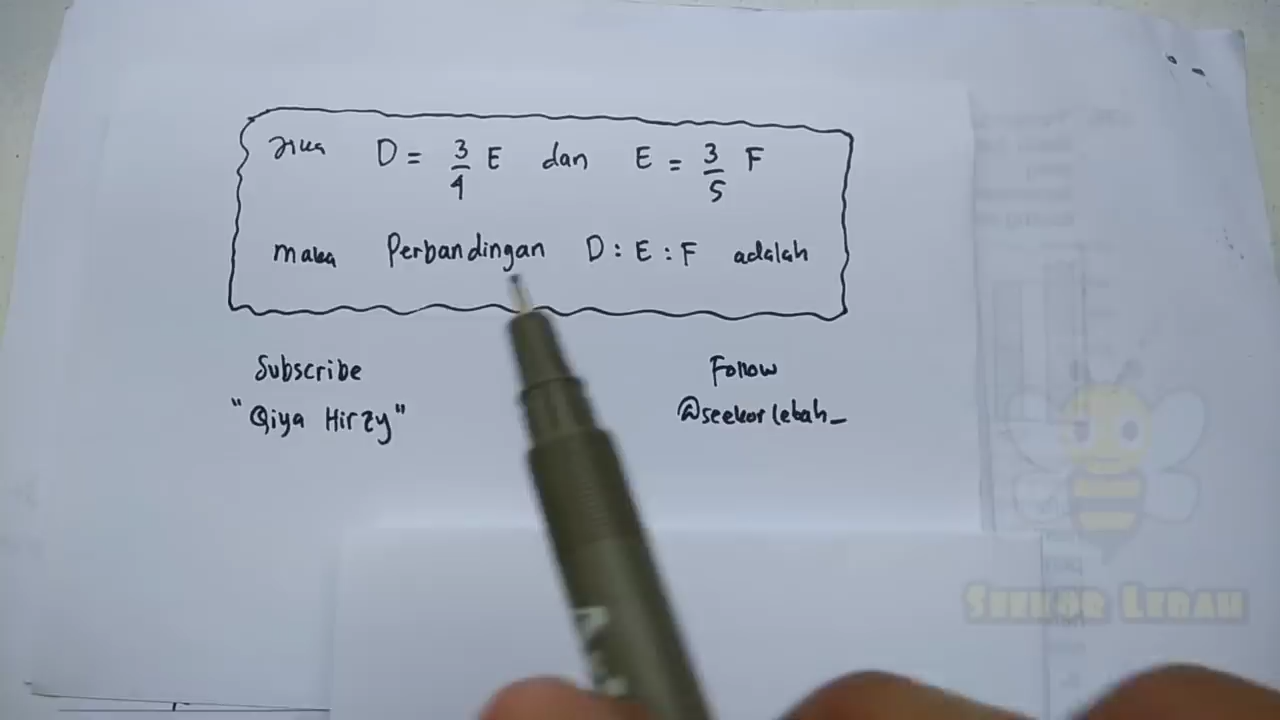 Jika D = 3/4 E dan E = 3/5 F
maka Perbandingan D : E : F adalah
Subscribe
"Qiya Hirzy"
Follow
@seekorlebah_
SEEKOR LEBAH